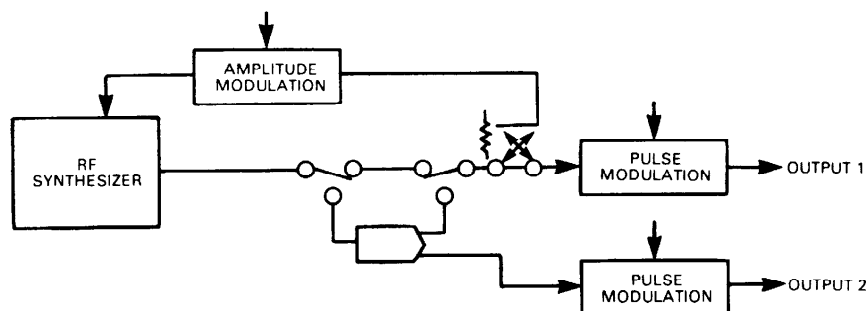 AMPLITUDE
MODULATION
RF
SYNTHESIZER
PULSE
MODULATION
OUTPUT 1
PULSE
MODULATION
OUTPUT 2